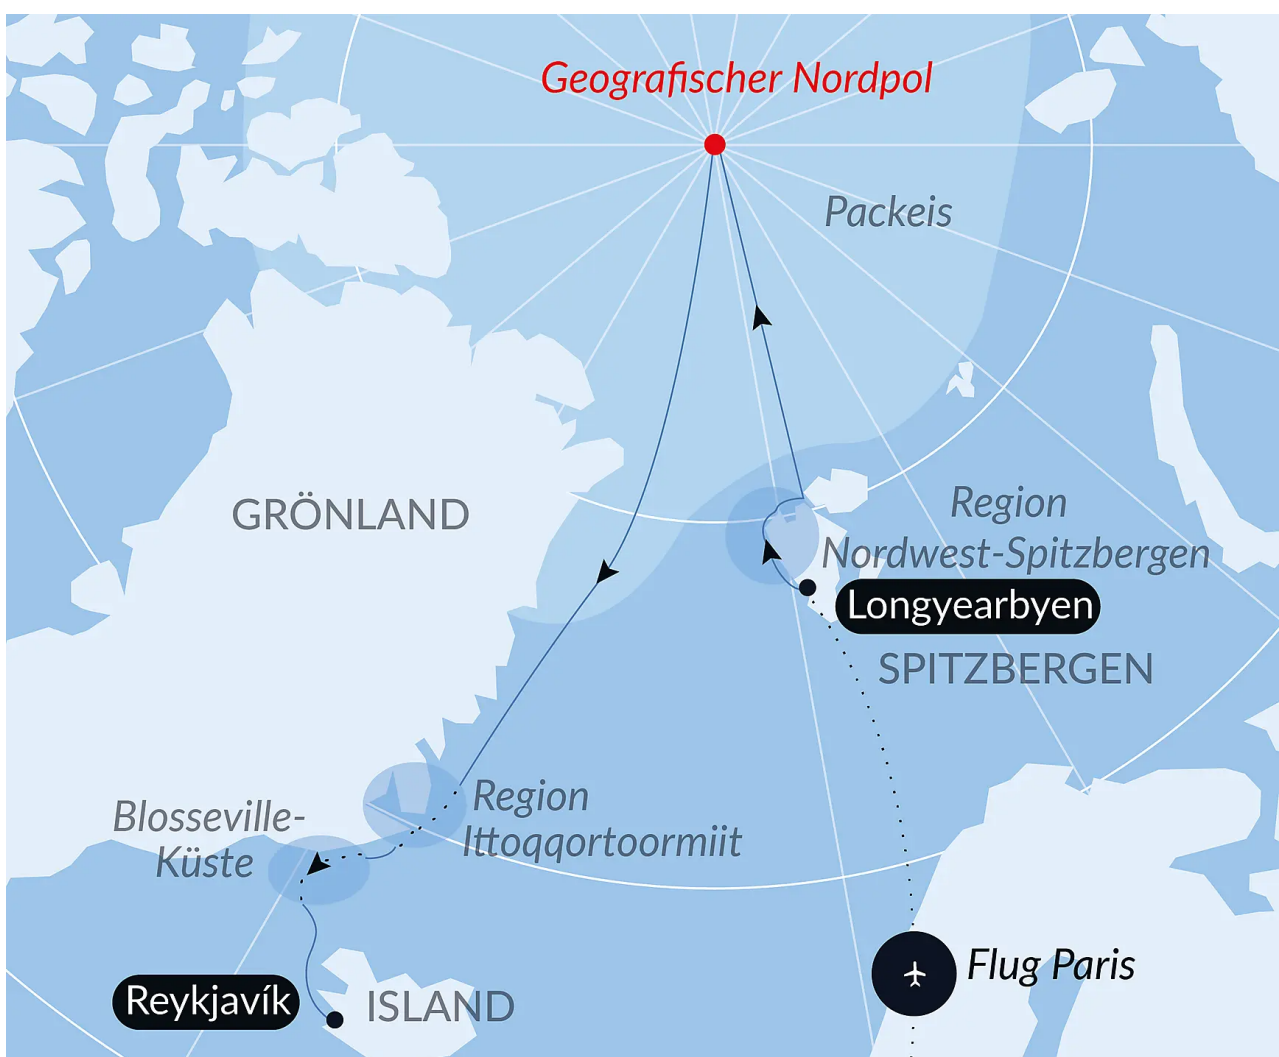 Geografischer Nordpol
Packeis
GRÖNLAND
Region
Nordwest-Spitzbergen
Longyearbyen
SPITZBERGEN
Region
Ittoqqortoormiit
Blosseville-
Küste
Flug Paris
Reykjavík
ISLAND